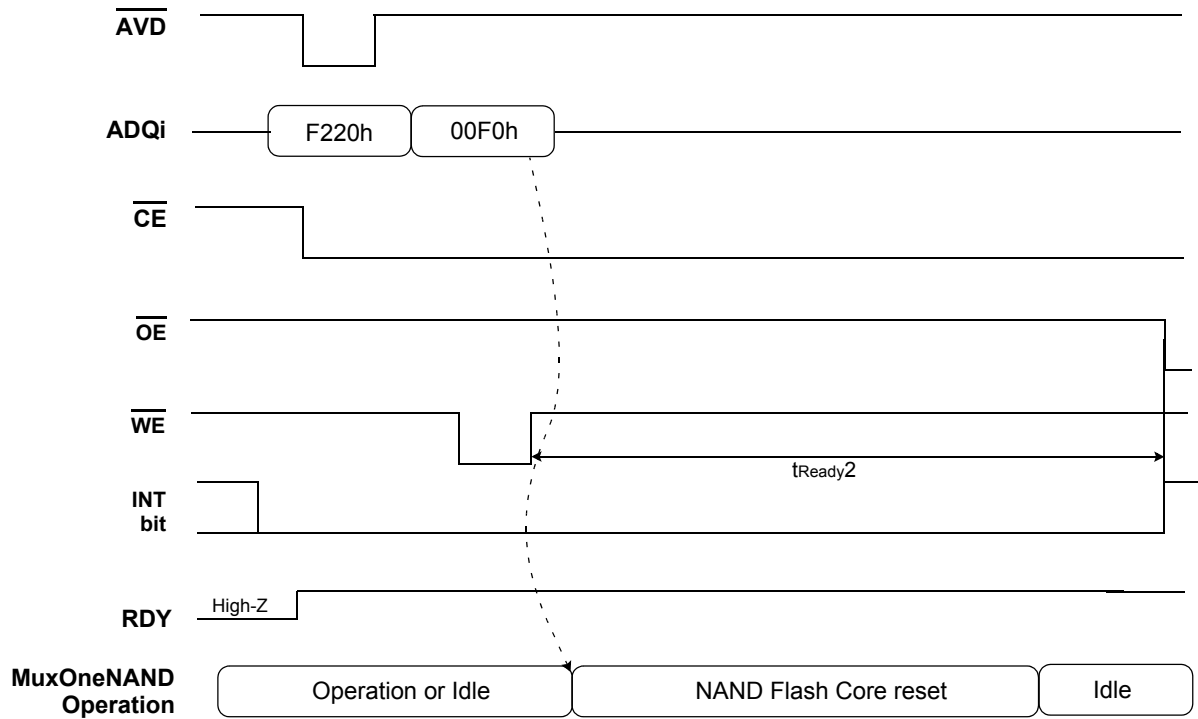 AVD
ADQi
F220h
00F0h
CE
OE
WE
tReady2
INT
bit
High-Z
RDY
MuxOneNAND
Operation
Operation or Idle
NAND Flash Core reset
Idle